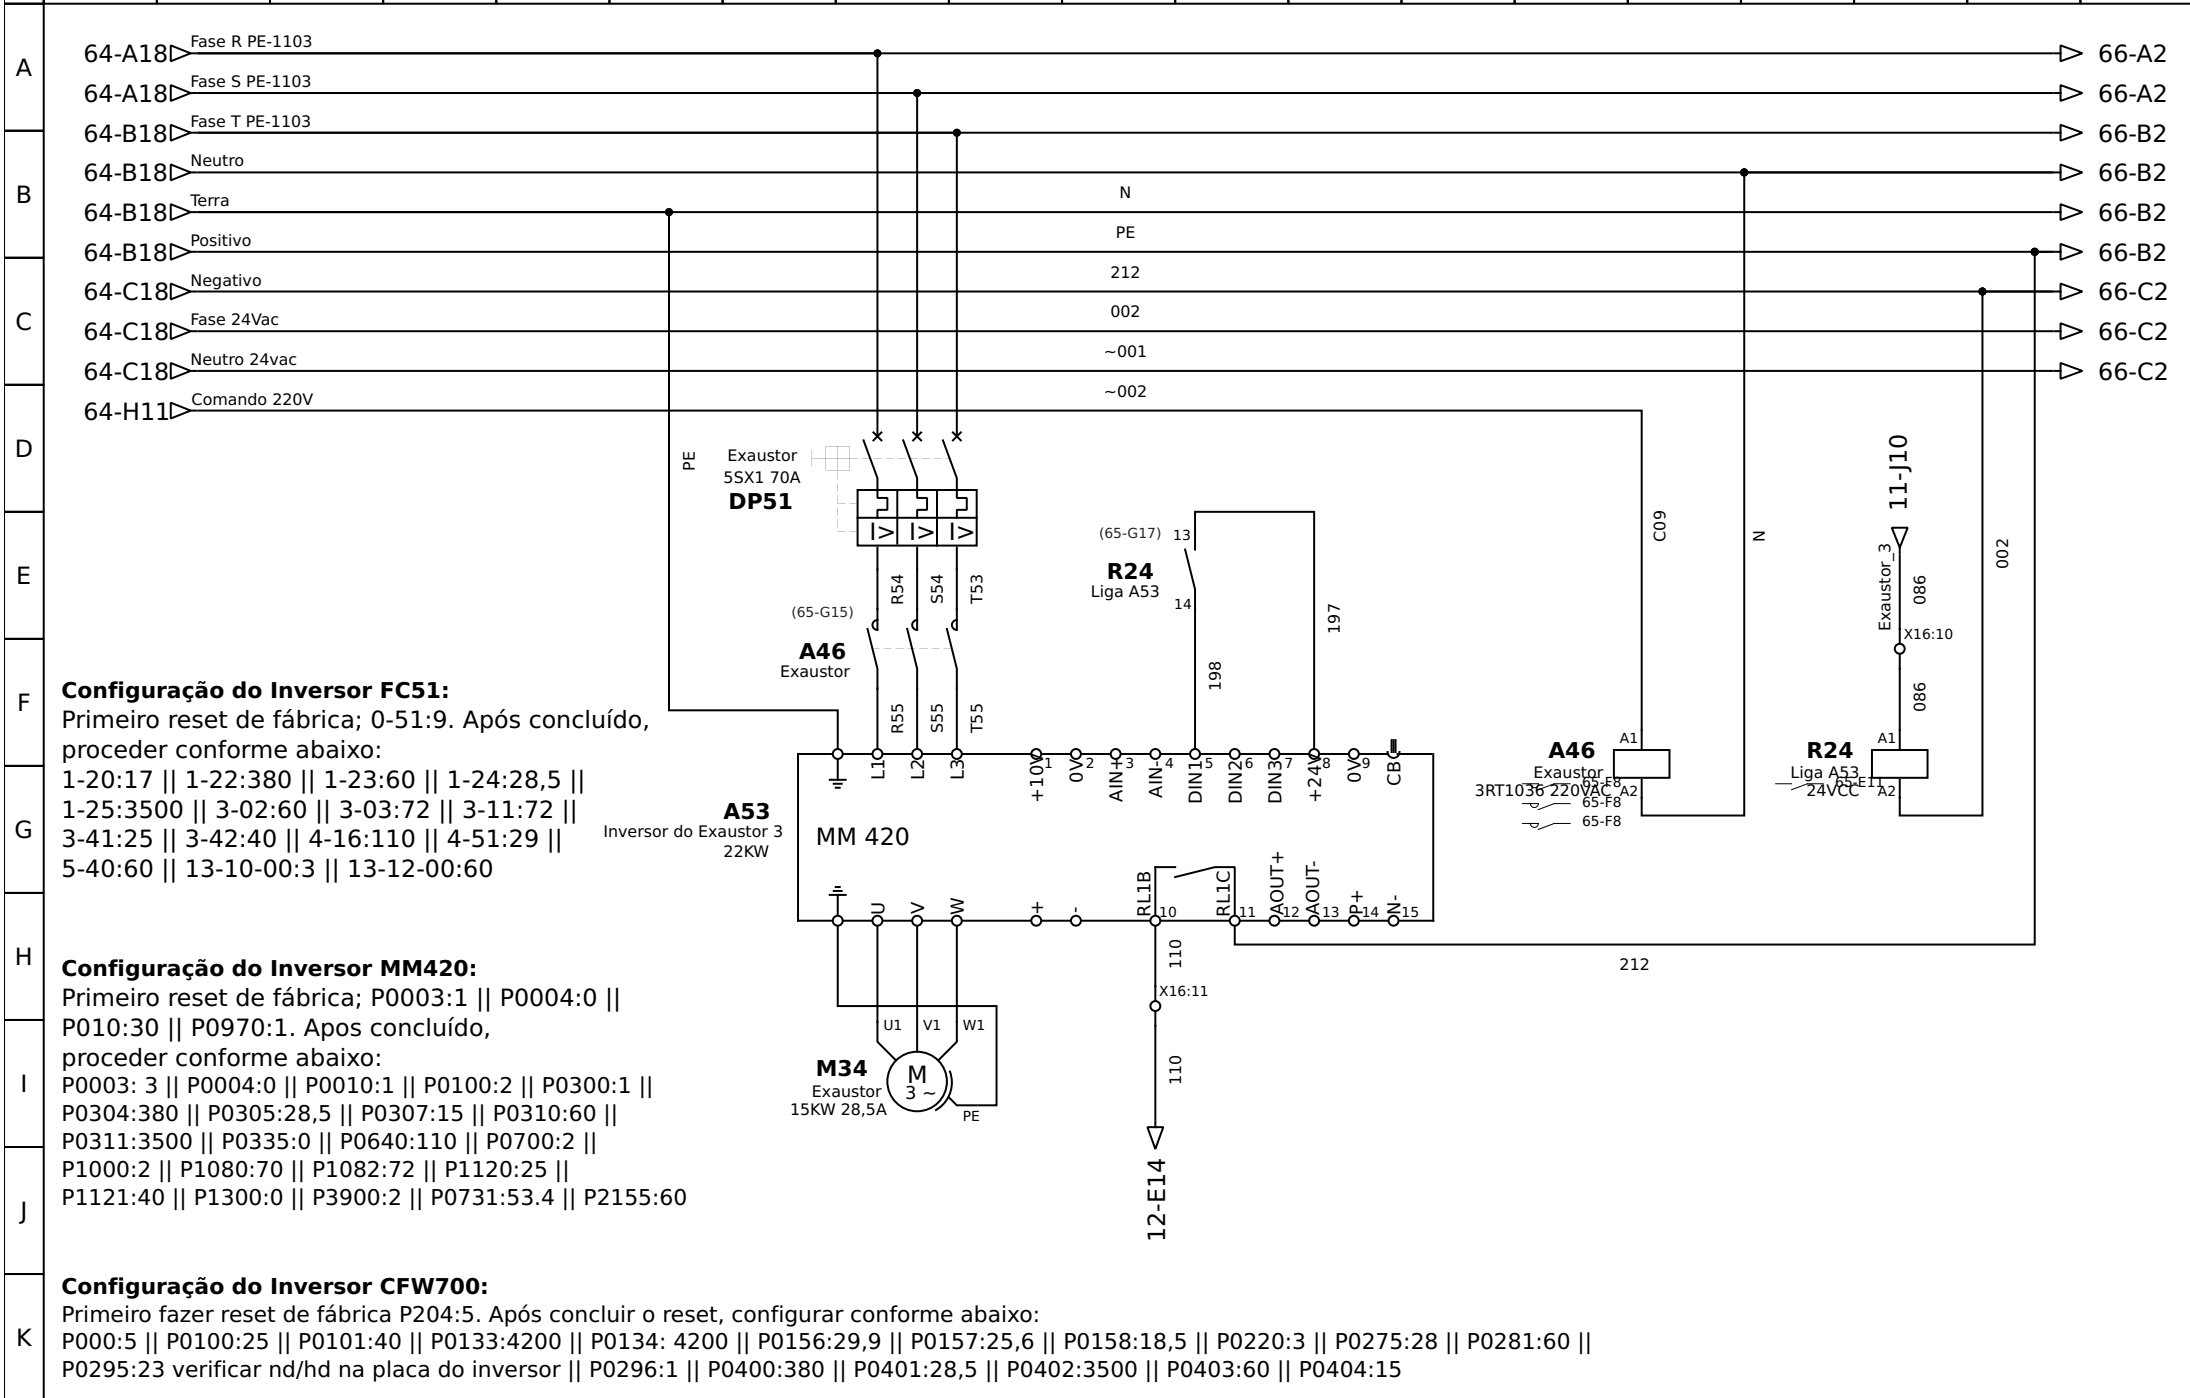 A
64-A18
Fase R PE-1103
66-A2
64-A18
Fase S PE-1103
66-A2
64-B18
Fase T PE-1103
66-B2
B
64-B18
Neutro
66-B2
N
64-B18
Terra
66-B2
PE
64-B18
Positivo
66-B2
212
C
64-C18
Negativo
66-C2
002
64-C18
Fase 24Vac
66-C2
~001
64-C18
Neutro 24vac
66-C2
~002
64-H11
Comando 220V
D
PE
Exaustor
5SX1 70A
DP51
I> I> I>
11-J10
E
(65-G17)
13
R24
Liga A53
14
C09
N
Exaustor_3
086
002
R54
S54
T53
(65-G15)
A46
Exaustor
197
198
X16:10
086
F
R55
S55
T55
Configuração do Inversor FC51:
Primeiro reset de fábrica; 0-51:9. Após concluído,
proceder conforme abaixo:
1-20:17 || 1-22:380 || 1-23:60 || 1-24:28,5 ||
1-25:3500 || 3-02:60 || 3-03:72 || 3-11:72 ||
3-41:25 || 3-42:40 || 4-16:110 || 4-51:29 ||
5-40:60 || 13-10-00:3 || 13-12-00:60
G
L1
L2
L3
+10V 1
0V 2
AIN+ 3
AIN- 4
DIN1 5
DIN2 6
DIN3 7
+24V 8
0V 9
CB
A53
Inversor do Exaustor 3
22KW
MM 420
A46
Exaustor
3RT1036 220VAC
A1
A2
65-F8
65-F8
65-F8
R24
Liga A53
24VCC
A1
A2
65-E11
U
V
W
+
-
RL1B 10
RL1C 11
AOUT+ 12
AOUT- 13
P+ 14
N- 15
H
212
110
X16:11
110
12-E14
Configuração do Inversor MM420:
Primeiro reset de fábrica; P0003:1 || P0004:0 ||
P010:30 || P0970:1. Apos concluído,
proceder conforme abaixo:
P0003: 3 || P0004:0 || P0010:1 || P0100:2 || P0300:1 ||
P0304:380 || P0305:28,5 || P0307:15 || P0310:60 ||
P0311:3500 || P0335:0 || P0640:110 || P0700:2 ||
P1000:2 || P1080:70 || P1082:72 || P1120:25 ||
P1121:40 || P1300:0 || P3900:2 || P0731:53.4 || P2155:60
I
U1
V1
W1
M34
Exaustor
15KW 28,5A
M
3 ~
PE
J
K
Configuração do Inversor CFW700:
Primeiro fazer reset de fábrica P204:5. Após concluir o reset, configurar conforme abaixo:
P000:5 || P0100:25 || P0101:40 || P0133:4200 || P0134: 4200 || P0156:29,9 || P0157:25,6 || P0158:18,5 || P0220:3 || P0275:28 || P0281:60 ||
P0295:23 verificar nd/hd na placa do inversor || P0296:1 || P0400:380 || P0401:28,5 || P0402:3500 || P0403:60 || P0404:15